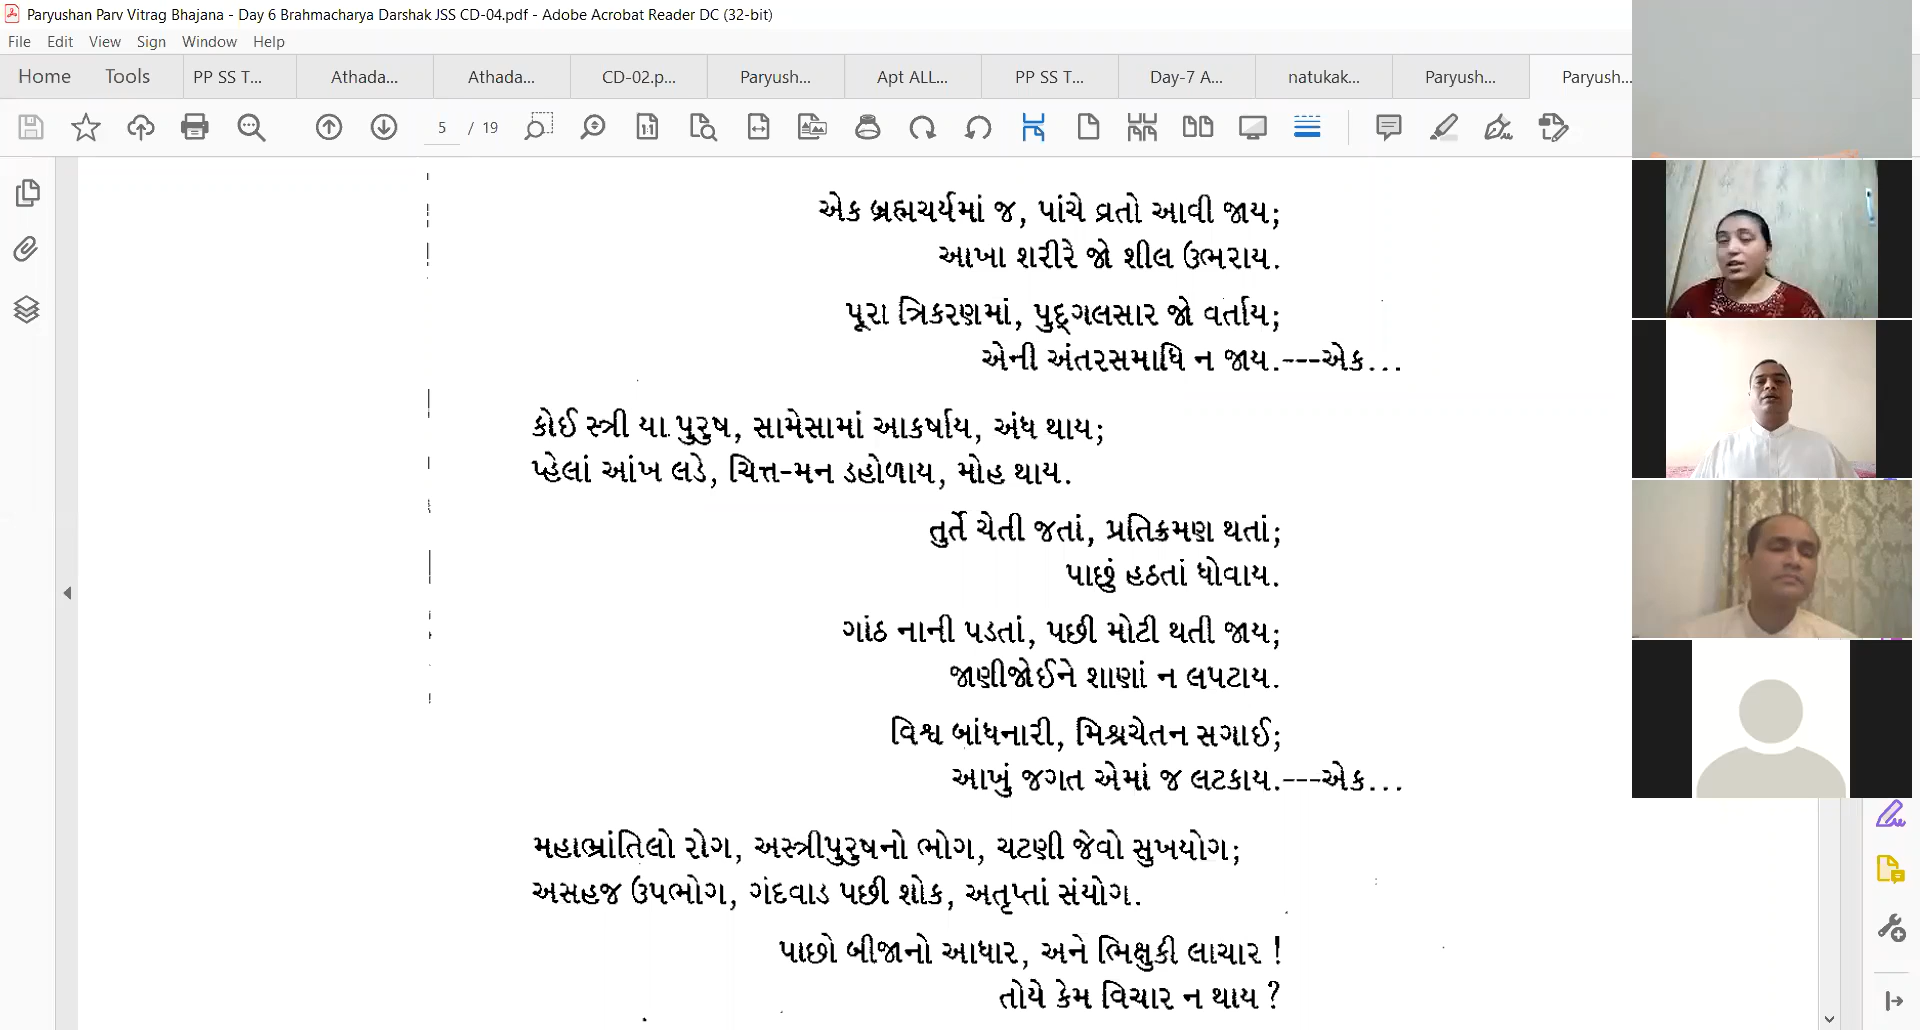 Paryushan Parv Vitrag Bhajana - Day 6 Brahmacharya Darshak JSS CD-04.pdf - Adobe Acrobat Reader DC (32-bit)
File Edit View Sign Window Help
Home Tools PP SS T... Athada... Athada... CD-02.p... Paryush... Apt ALL... PP SS T... Day-7 A... natukak... Paryush... Paryush...
5 / 19
એક બ્રહ્મચર્યમાં જ, પાંચે વ્રતો આવી જાય;
આખા શરીરે જો શીલ ઉભરાય.
પૂરા ત્રિકરણમાં, પુદ્ગલસાર જો વર્તાય;
એની અંતરસમાધિ ન જાય.---એક...
કોઈ સ્ત્રી યા પુરુષ, સામેસામાં આકર્ષાય, અંધ થાય;
પ્હેલાં આંખ લડે, ચિત્ત-મન ડહોળાય, મોહ થાય.
તુર્તે ચેતી જતાં, પ્રતિક્રમણ થતાં;
પાછું હઠતાં ધોવાય.
ગાંઠ નાની પડતાં, પછી મોટી થતી જાય;
જાણીજોઈને શાણાં ન લપટાય.
વિશ્વ બાંધનારી, મિશ્રચેતન સગાઈ;
આખું જગત એમાં જ લટકાય.---એક...
મહાભ્રાંતિલો રોગ, અસ્ત્રીપુરુષનો ભોગ, ચટણી જેવો સુખયોગ;
અસહજ ઉપભોગ, ગંદવાડ પછી શોક, અતૃપ્તાં સંયોગ.
પાછો બીજાનો આધાર, અને ભિક્ષુકી લાચાર !
તોયે કેમ વિચાર ન થાય ?